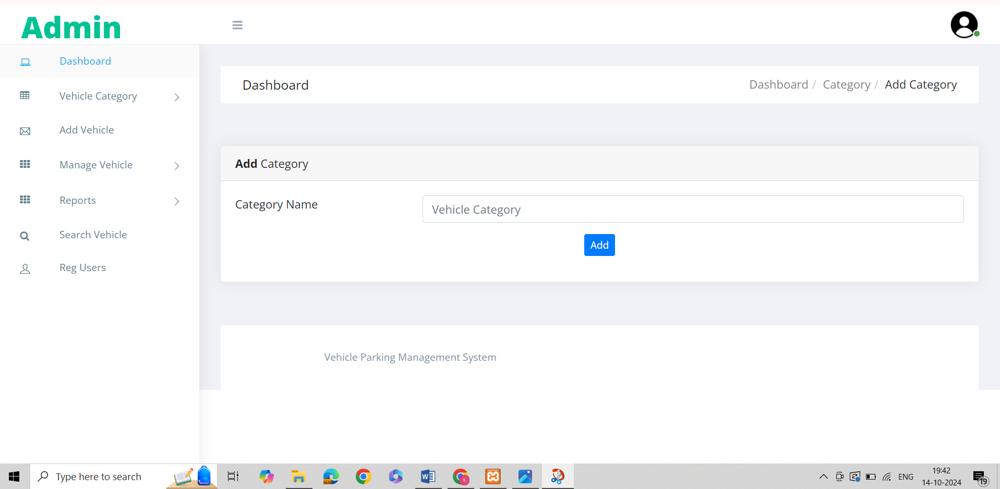 Admin
Dashboard
Vehicle Category
Add Vehicle
Manage Vehicle
Reports
Search Vehicle
Reg Users
Dashboard
Dashboard / Category / Add Category
Add Category
Category Name
Vehicle Category
Add
Vehicle Parking Management System
Type here to search
W
S
ENG
19:42
14-10-2024
19